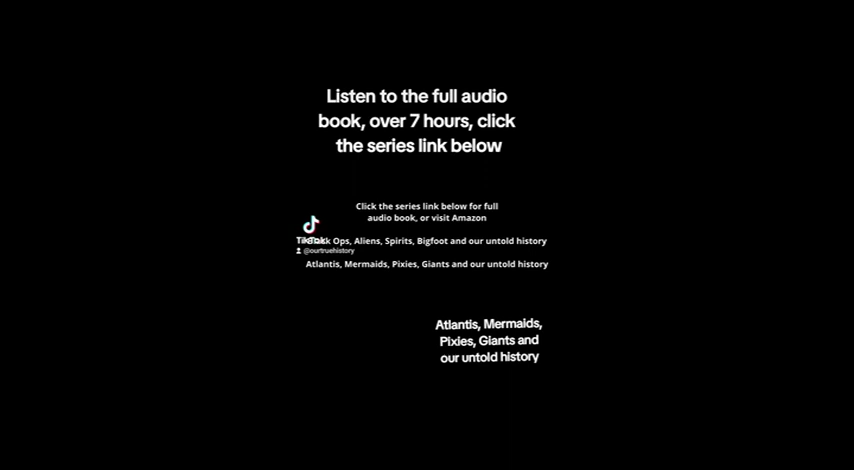 Listen to the full audio
book, over 7 hours, click
the series link below
Click the series link below for full
audio book, or visit Amazon
TikTok
Ops, Aliens, Spirits, Bigfoot and our untold history
@ourtruehistory
Atlantis, Mermaids, Pixies, Giants and our untold history
Atlantis, Mermaids,
Pixies, Giants and
our untold history